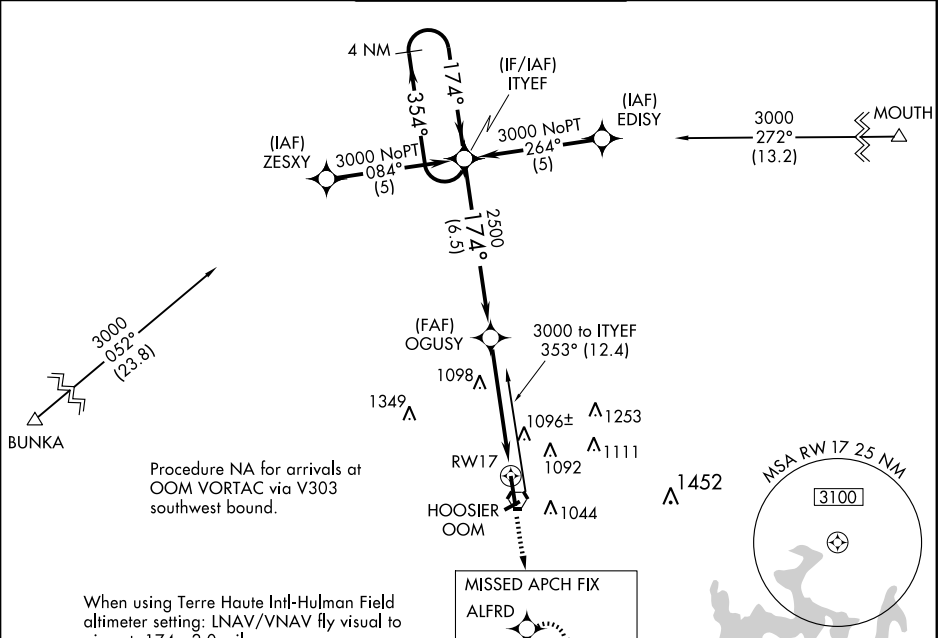 4 NM
174°
354°
(IF/IAF)
ITYEF
(IAF)
EDISY
3000 NoPT
264°
(5)
3000
272°
(13.2)
MOUTH
(IAF)
ZESXY
3000 NoPT
084°
(5)
2500
174°
(6.5)
3000
052°
(23.8)
BUNKA
(FAF)
OGUSY
3000 to ITYEF
353° (12.4)
1098
1349
1096±
1253
1111
1092
RW17
1452
1044
HOOSIER
OOM
Procedure NA for arrivals at
OOM VORTAC via V303
southwest bound.
MSA RW 17 25 NM
3100
MISSED APCH FIX
ALFRD
When using Terre Haute Intl-Hulman Field
altimeter setting: LNAV/VNAV fly visual to